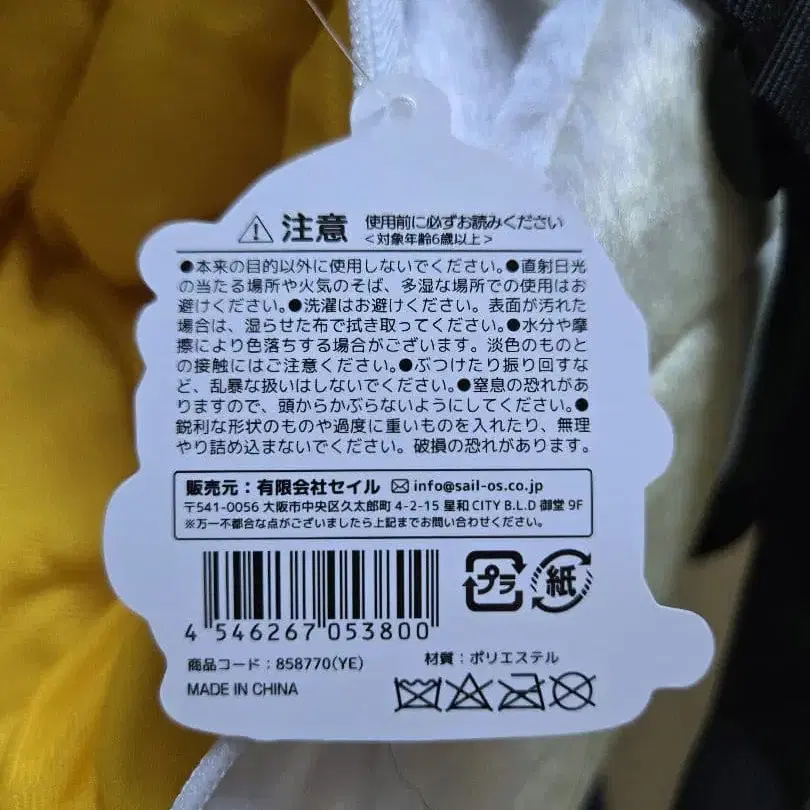 注意 使用前に必ずお読みください
<対象年齢6歳以上>
●本来の目的以外に使用しないでください。●直射日光
の当たる場所や火気のそば、多湿な場所での使用はお
避けください。●洗濯はお避けください。表面が汚れた
場合は、湿らせた布で拭き取ってください。●水分や摩
擦により色落ちする場合がございます。淡色のものと
の接触にはご注意ください。●ぶつけたり振り回すな
ど、乱暴な扱いはしないでください。●窒息の恐れがあ
りますので、頭からかぶらないようにしてください。●
鋭利な形状のものや過度に重いものを入れたり、無理
やり詰め込まないでください。破損の恐れがあります。
販売元：有限会社セイル info@sail-os.co.jp
〒541-0056 大阪市中央区久太郎町 4-2-15 星和 CITY B.L.D 御堂 9F
※万一不都合な点がございましたら上記までお問い合わせください。
プラ 紙
4 546267 053800
商品コード：858770(YE) 材質：ポリエステル
MADE IN CHINA